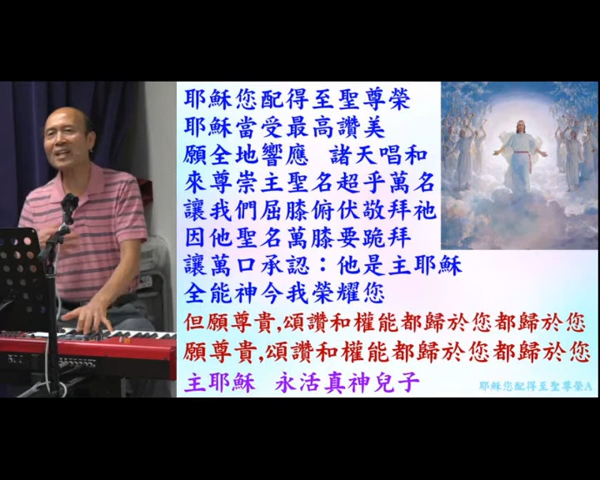 耶穌您配得至聖尊榮
耶穌當受最高讚美
願全地響應 諸天唱和
來尊崇主聖名超乎萬名
讓我們屈膝俯伏敬拜祂
因他聖名萬膝要跪拜
讓萬口承認：他是主耶穌
全能神今我榮耀您
但願尊貴,頌讚和權能都歸於您都歸於您
願尊貴,頌讚和權能都歸於您都歸於您
主耶穌 永活真神兒子
耶穌您配得至聖尊榮A